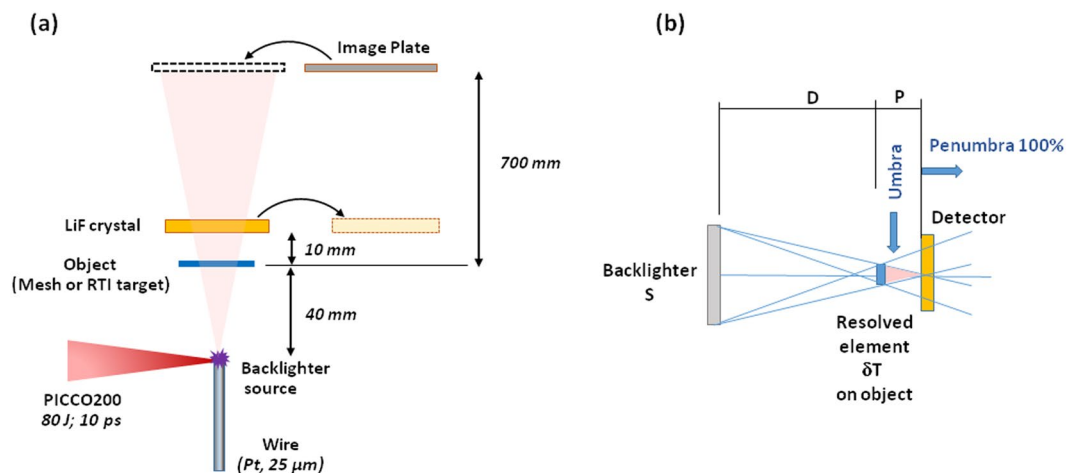 (a)
Image Plate
700 mm
LiF crystal
10 mm
Object
(Mesh or RTI target)
40 mm
Backlighter
source
PICCO200
80 J; 10 ps
Wire
(Pt, 25 μm)
(b)
D
P
Penumbra 100%
Umbra
Detector
Backlighter
S
Resolved
element
δT
on object